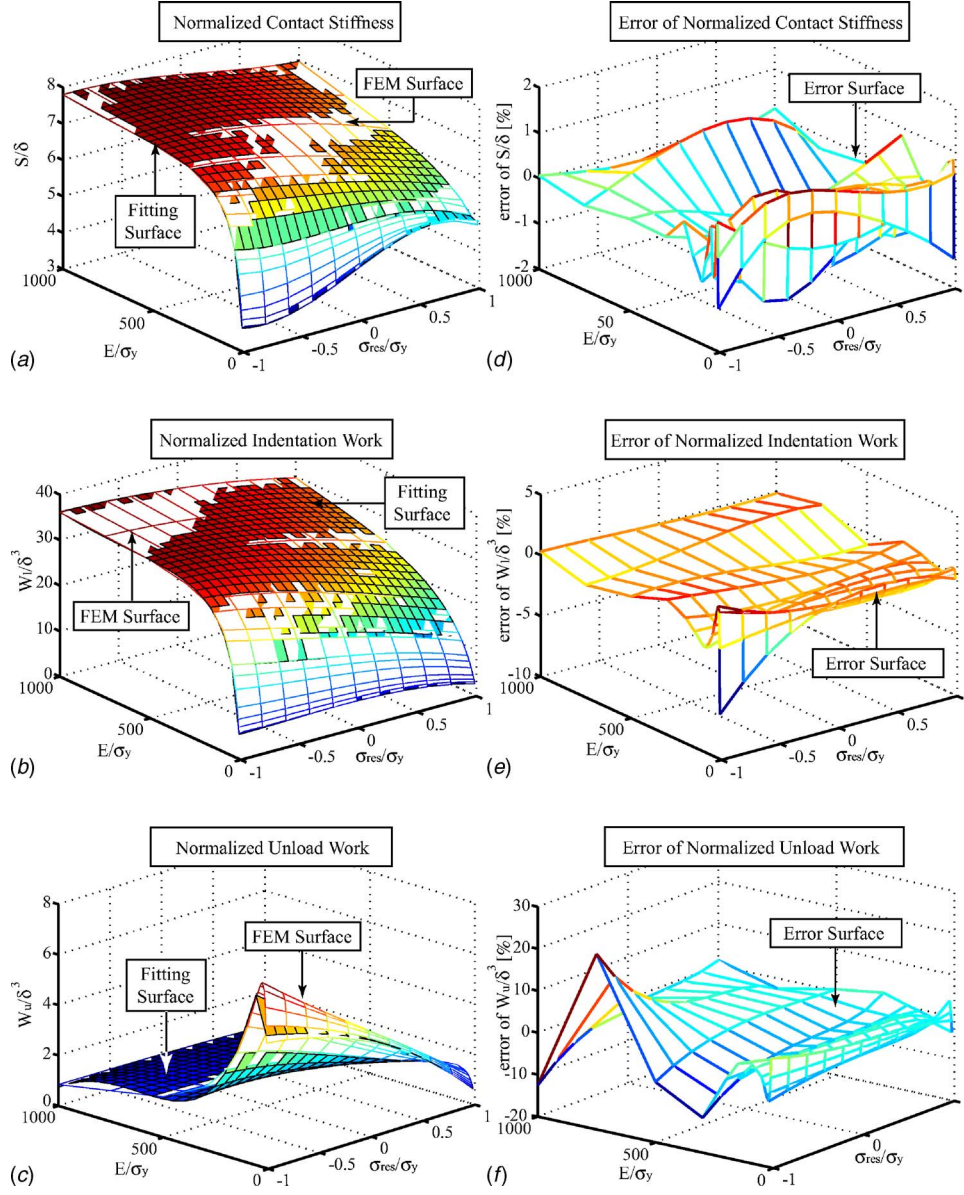 Normalized Contact Stiffness
FEM Surface
Fitting
Surface
S/δ
8
7
6
5
4
3
1000
500
0
E/σy
-1
-0.5
0
0.5
1
σres/σy
(a)
Error of Normalized Contact Stiffness
Error Surface
error of S/δ [%]
2
1
0
-1
-2
1000
50
0
E/σy
-1
-0.5
0
0.5
σres/σy
(d)
Normalized Indentation Work
Fitting
Surface
FEM Surface
Wl/δ³
40
30
20
10
0
1000
500
0
E/σy
-1
-0.5
0
0.5
1
σres/σy
(b)
Error of Normalized Indentation Work
Error Surface
error of Wl/δ³ [%]
5
0
-5
-10
1000
500
0
E/σy
-1
-0.5
0
0.5
σres/σy
(e)
Normalized Unload Work
FEM Surface
Fitting
Surface
Wu/δ³
8
6
4
2
0
1000
500
0
E/σy
-1
-0.5
0
0.5
1
σres/σy
(c)
Error of Normalized Unload Work
Error Surface
error of Wu/δ³ [%]
30
20
10
0
-10
-20
1000
500
0
E/σy
-1
0
σres/σy
(f)